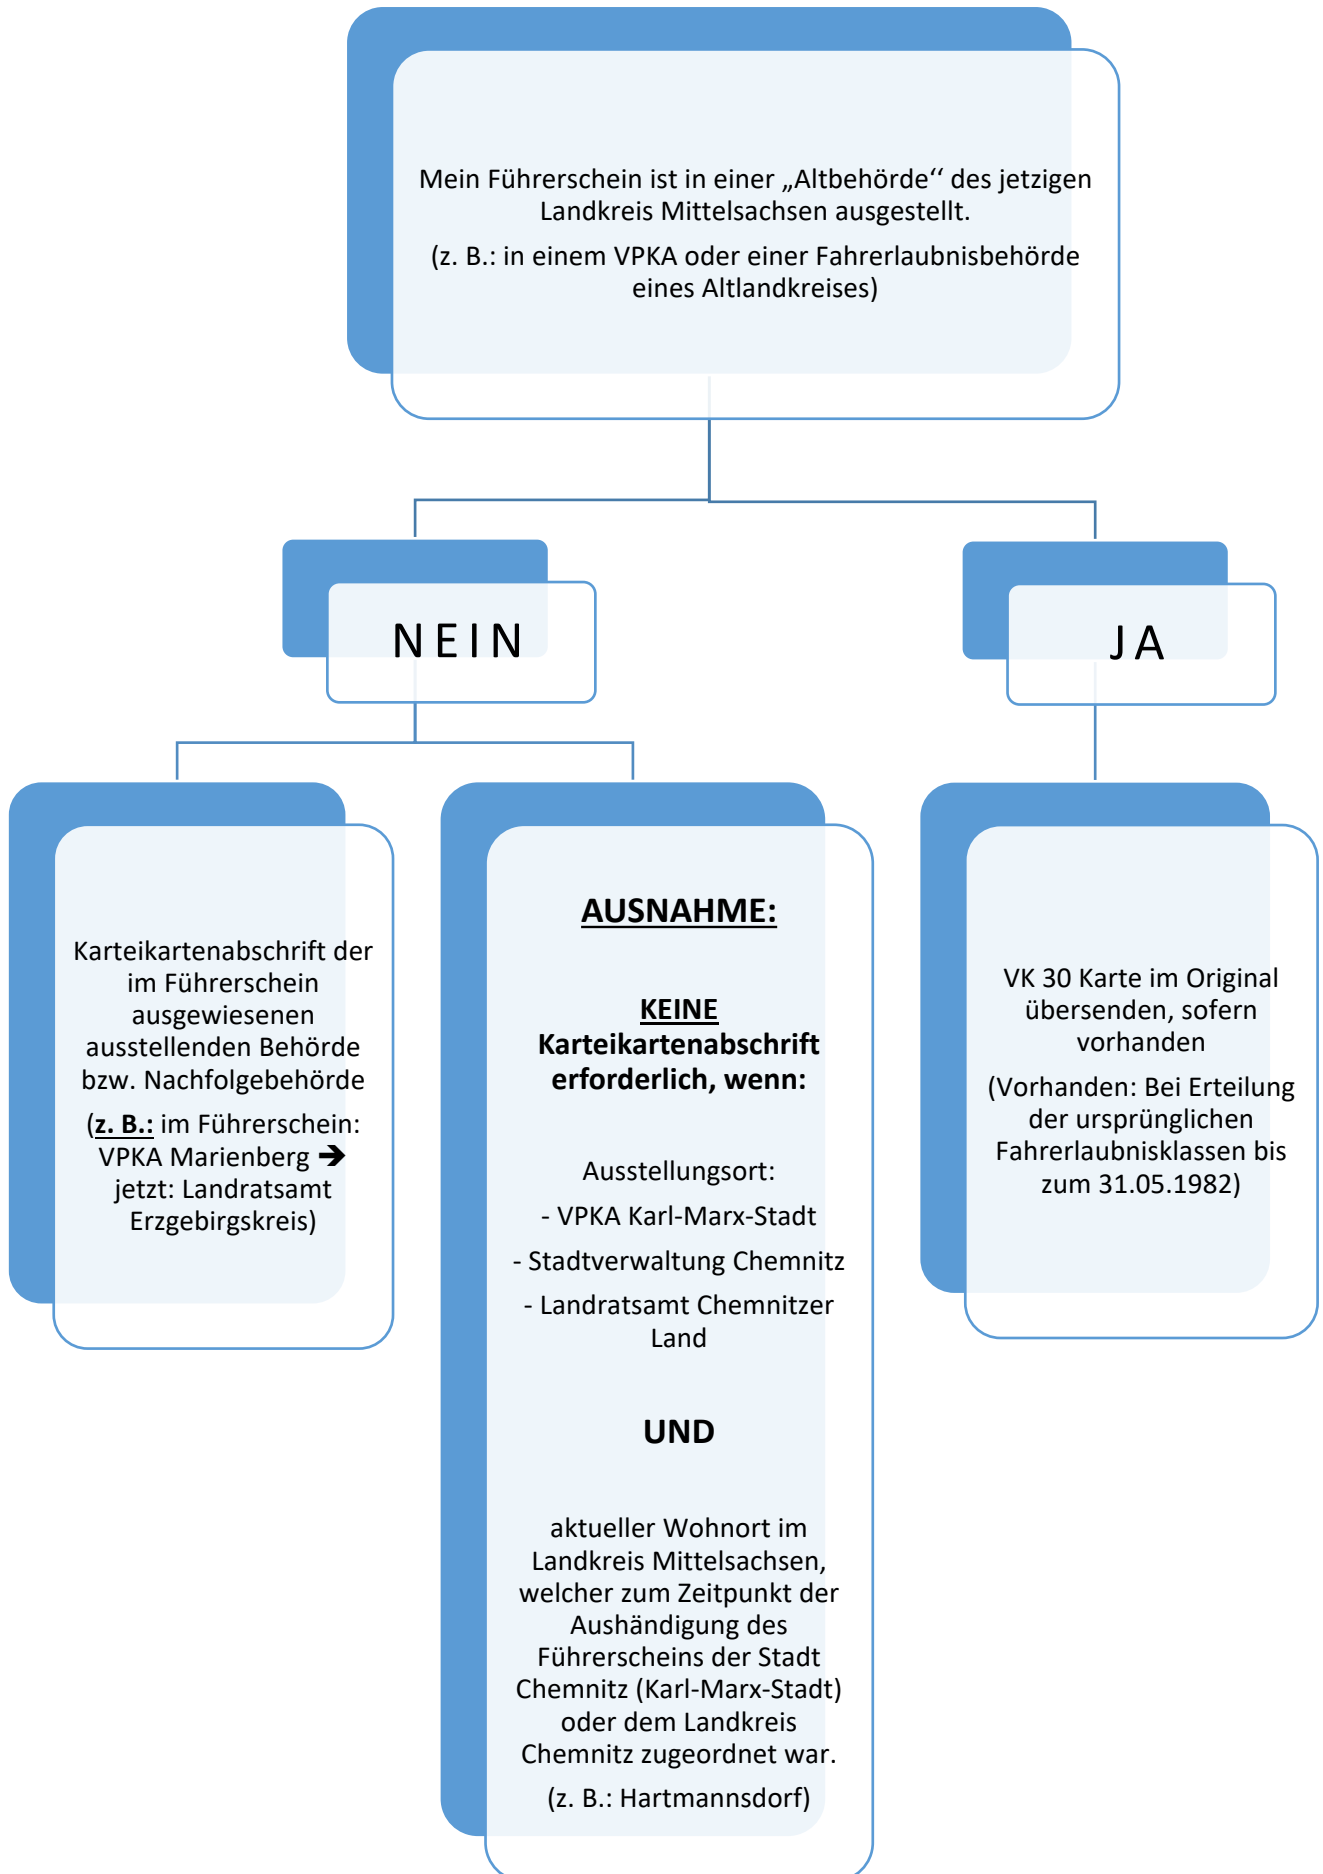 Mein Führerschein ist in einer „Altbehörde‘‘ des jetzigen
Landkreis Mittelsachsen ausgestellt.
(z. B.: in einem VPKA oder einer Fahrerlaubnisbehörde
eines Altlandkreises)
NEIN
JA
Karteikartenabschrift der
im Führerschein
ausgewiesenen
ausstellenden Behörde
bzw. Nachfolgebehörde
(z. B.: im Führerschein:
VPKA Marienberg ➔
jetzt: Landratsamt
Erzgebirgskreis)
AUSNAHME:
KEINE
Karteikartenabschrift
erforderlich, wenn:
Ausstellungsort:
- VPKA Karl-Marx-Stadt
- Stadtverwaltung Chemnitz
- Landratsamt Chemnitzer
Land
UND
aktueller Wohnort im
Landkreis Mittelsachsen,
welcher zum Zeitpunkt der
Aushändigung des
Führerscheins der Stadt
Chemnitz (Karl-Marx-Stadt)
oder dem Landkreis
Chemnitz zugeordnet war.
(z. B.: Hartmannsdorf)
VK 30 Karte im Original
übersenden, sofern
vorhanden
(Vorhanden: Bei Erteilung
der ursprünglichen
Fahrerlaubnisklassen bis
zum 31.05.1982)